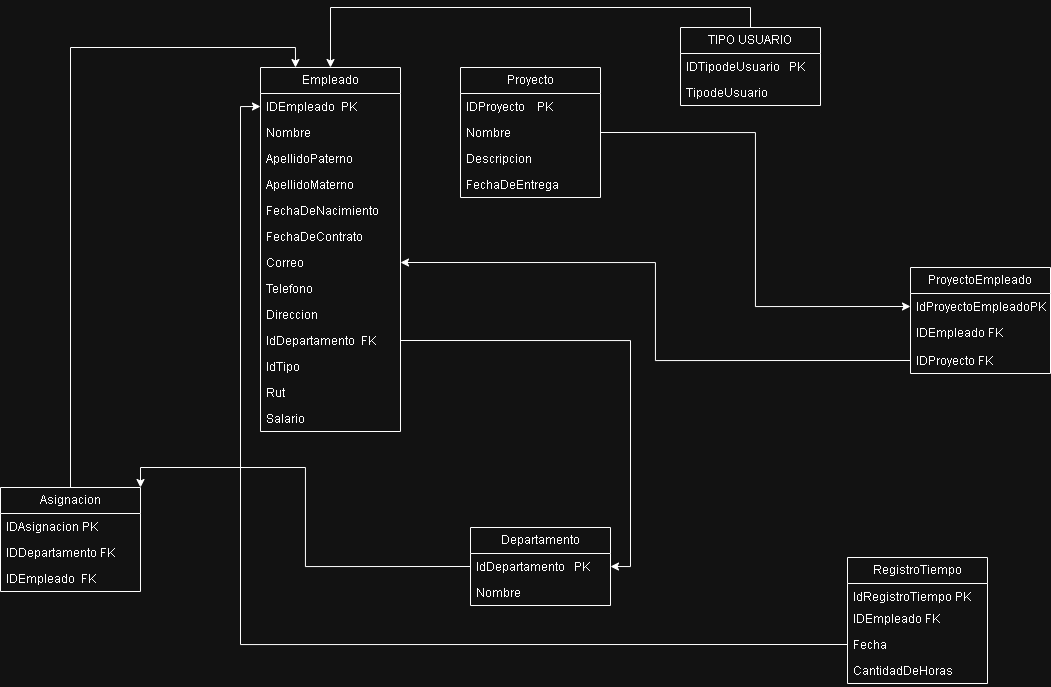 TIPO USUARIO
IDTipodeUsuario PK
TipodeUsuario
Empleado
IDEmpleado PK
Nombre
ApellidoPaterno
ApellidoMaterno
FechaDeNacimiento
FechaDeContrato
Correo
Telefono
Direccion
IdDepartamento FK
IdTipo
Rut
Salario
Proyecto
IDProyecto PK
Nombre
Descripcion
FechaDeEntrega
ProyectoEmpleado
IdProyectoEmpleadoPK
IDEmpleado FK
IDProyecto FK
Asignacion
IDAsignacion PK
IDDepartamento FK
IDEmpleado FK
Departamento
IdDepartamento PK
Nombre
RegistroTiempo
IdRegistroTiempo PK
IDEmpleado FK
Fecha
CantidadDeHoras